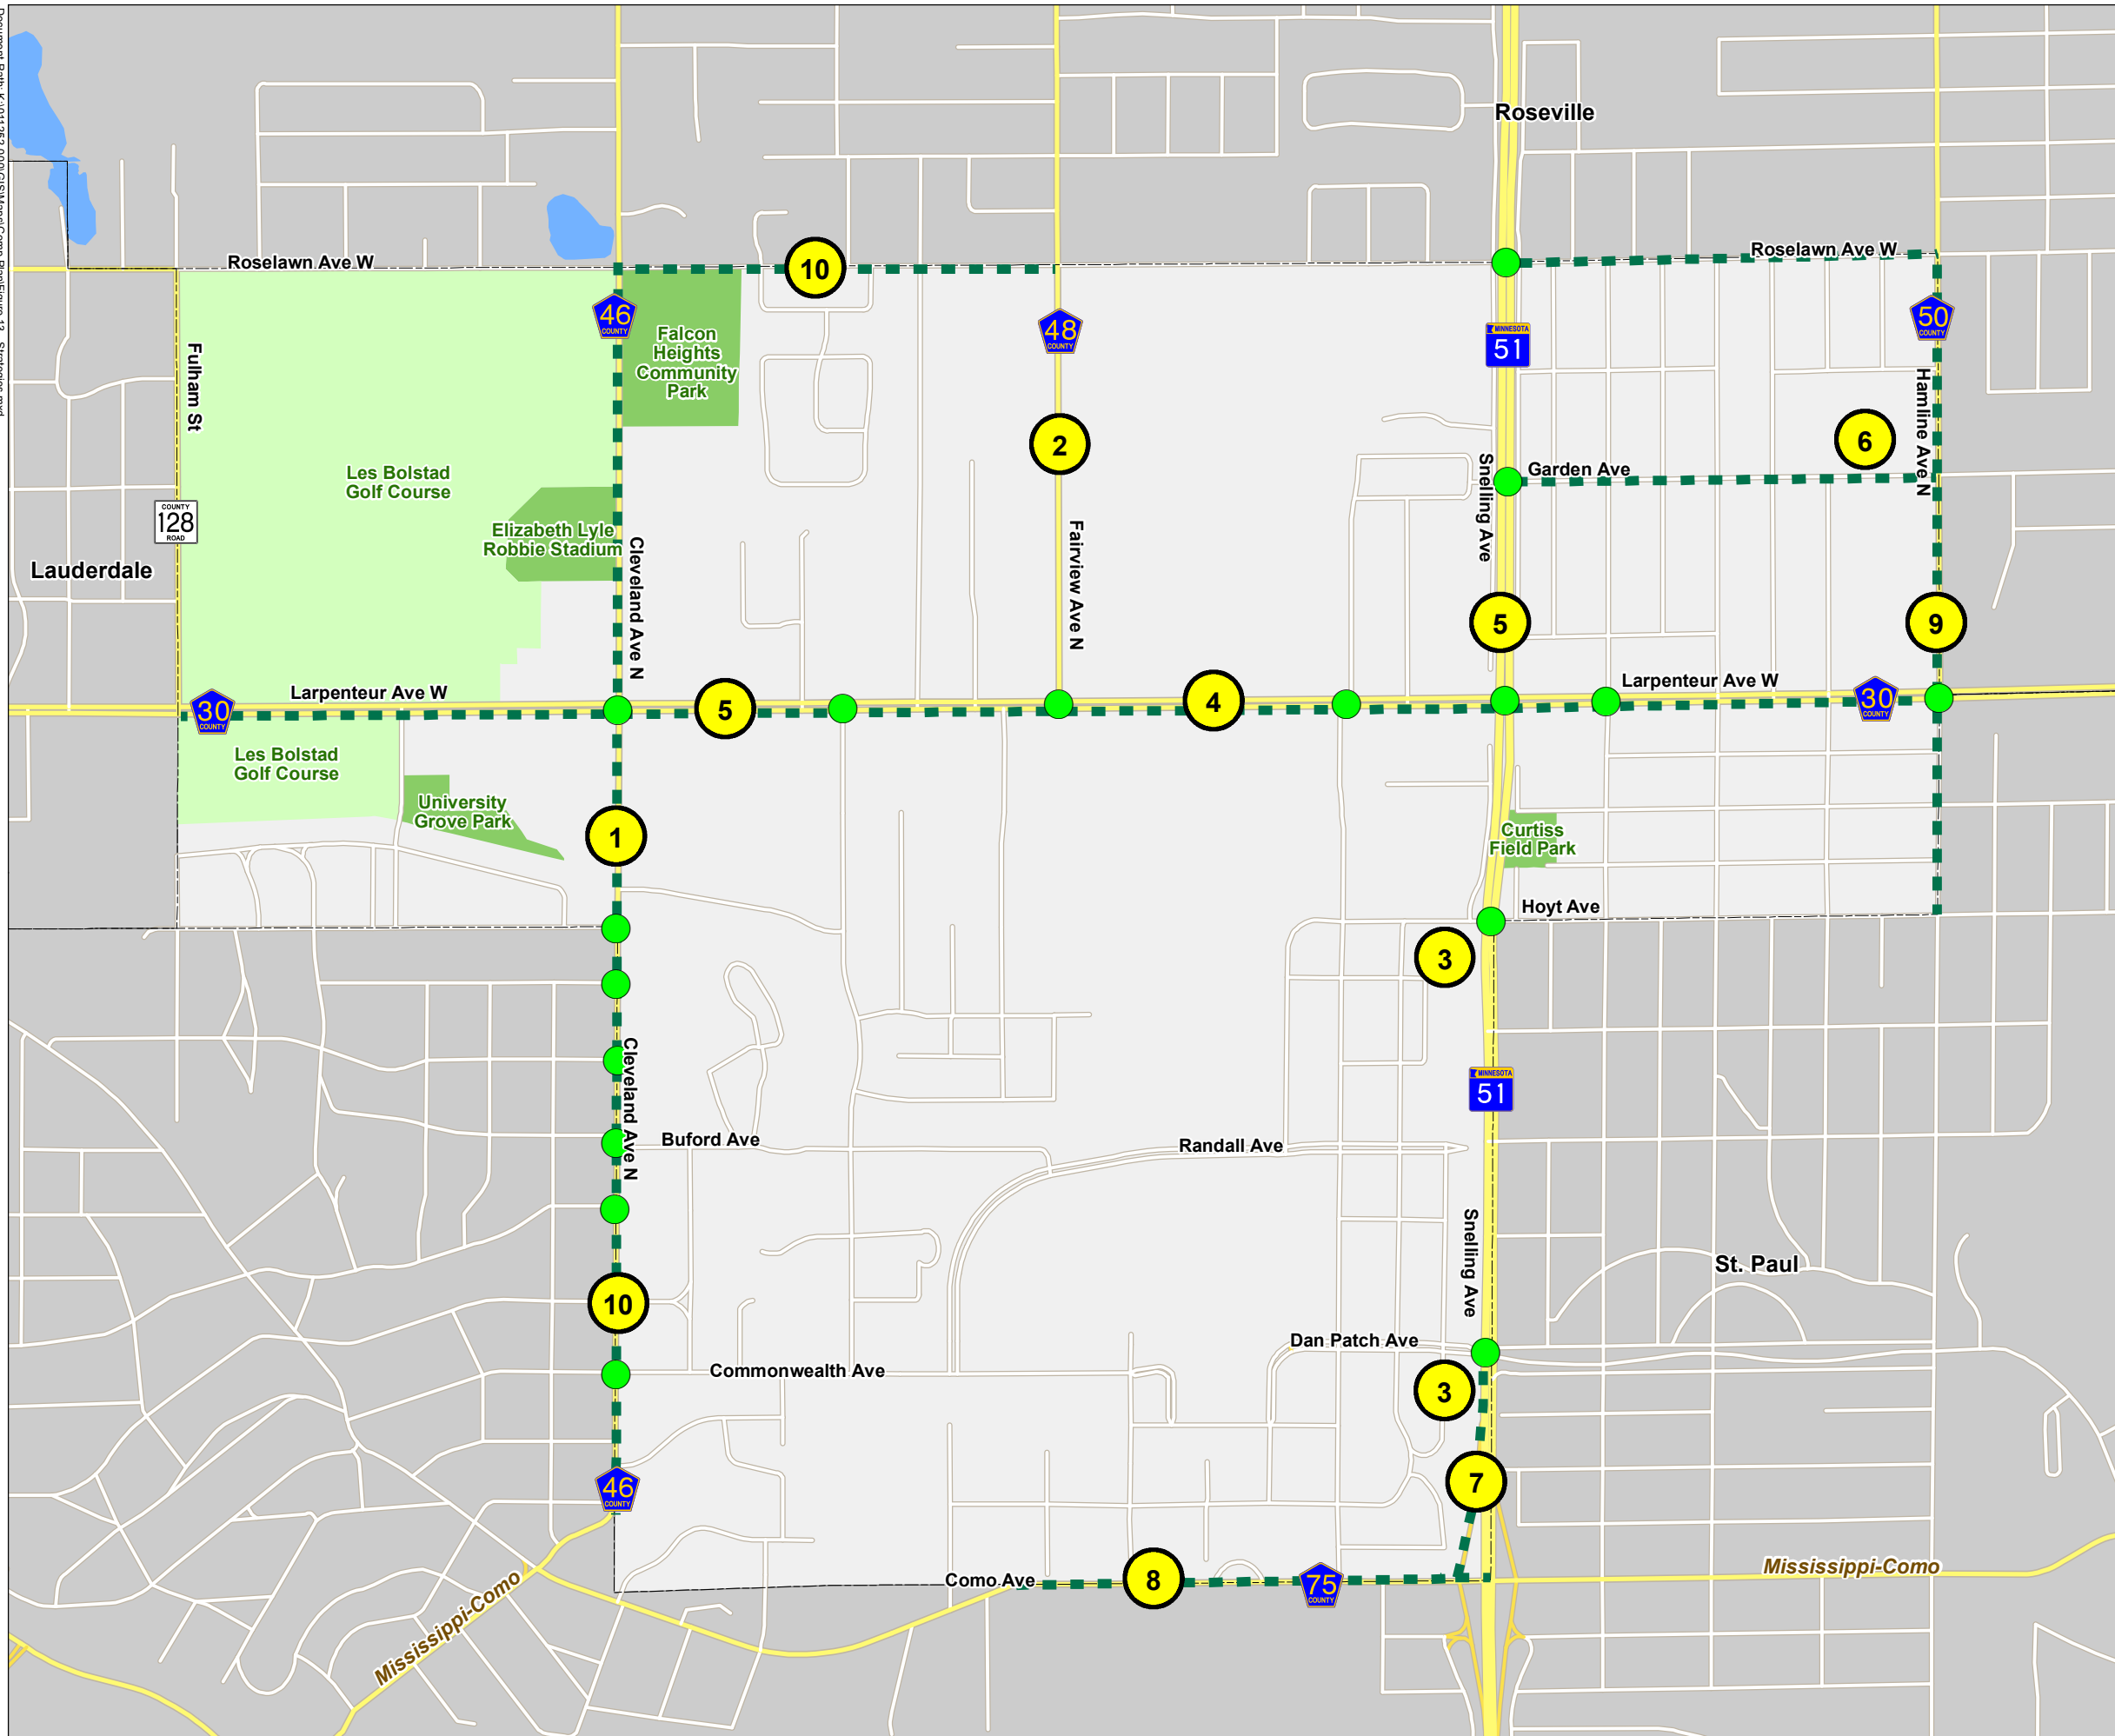 Roseville
Roselawn Ave W
10
Roselawn Ave W
46
COUNTY
48
COUNTY
MINNESOTA
51
50
COUNTY
Falcon
Heights
Community
Park
Fulham St
Hamline Ave N
2
6
Les Bolstad
Golf Course
Snelling Ave
Garden Ave
COUNTY
128
ROAD
Elizabeth Lyle
Robbie Stadium
Cleveland Ave N
Fairview Ave N
Lauderdale
5
9
Larpenteur Ave W
30
COUNTY
5
4
Larpenteur Ave W
30
COUNTY
Les Bolstad
Golf Course
University
Grove Park
1
Curtiss
Field Park
Hoyt Ave
3
Cleveland Ave N
MINNESOTA
51
Buford Ave
Randall Ave
Snelling Ave
St. Paul
10
Dan Patch Ave
Commonwealth Ave
3
46
COUNTY
7
Como Ave
8
75
COUNTY
Mississippi-Como
Mississippi-Como